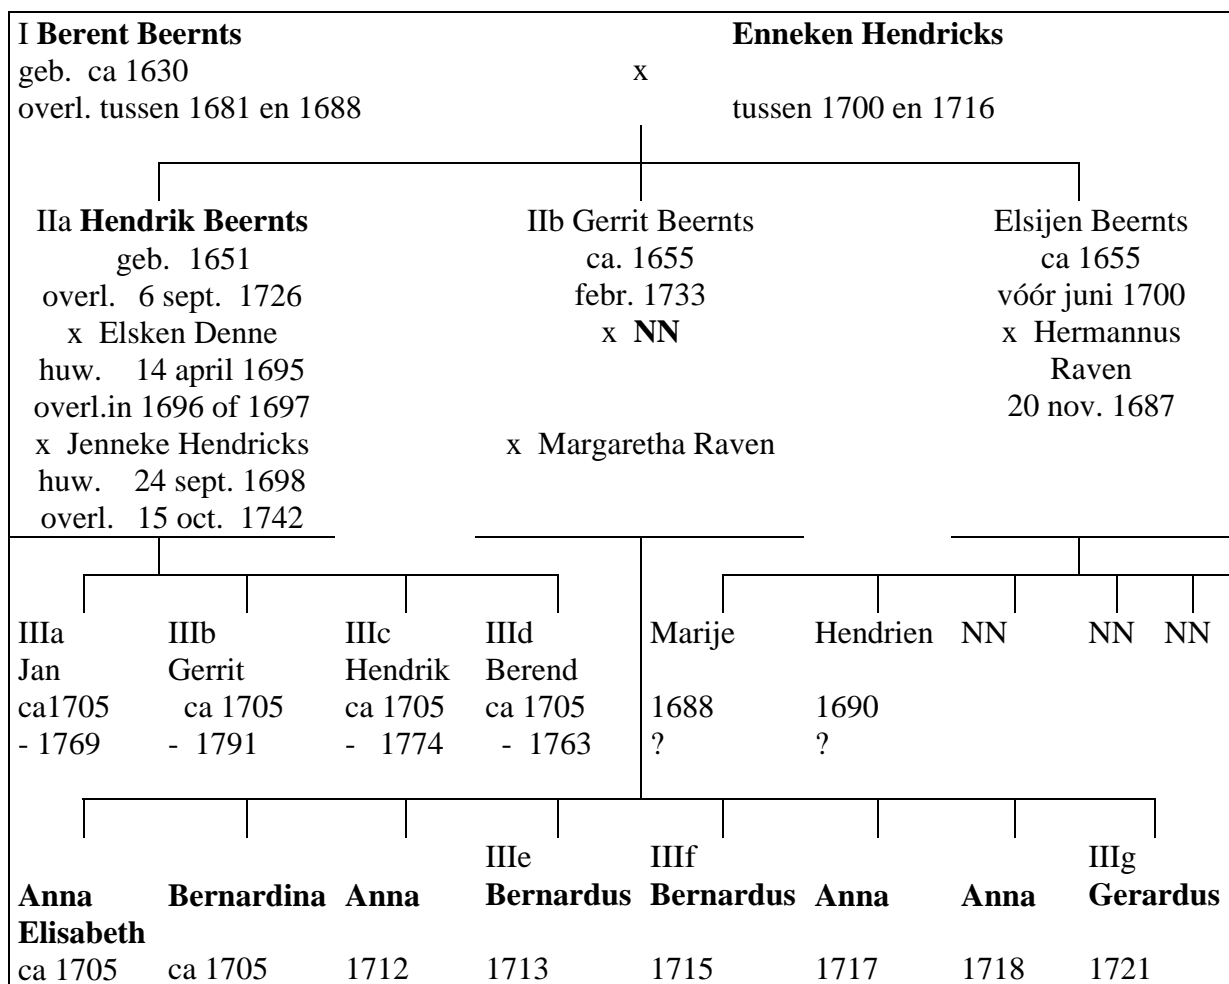 I Berent Beernts Enneken Hendricks
geb. ca 1630 x
overl. tussen 1681 en 1688 tussen 1700 en 1716
IIa Hendrik Beernts IIb Gerrit Beernts Elsijen Beernts
geb. 1651 ca. 1655 ca 1655
overl. 6 sept. 1726 febr. 1733 vóór juni 1700
x Elsken Denne x NN x Hermannus
huw. 14 april 1695 Raven
overl.in 1696 of 1697 20 nov. 1687
x Jenneke Hendricks x Margaretha Raven
huw. 24 sept. 1698
overl. 15 oct. 1742
IIIa IIIb IIIc IIId Marije Hendrien NN NN NN
Jan Gerrit Hendrik Berend
ca1705 ca 1705 ca 1705 ca 1705 1688 1690
- 1769 - 1791 - 1774 - 1763 ? ?
IIIe IIIf IIIg
Anna Bernardina Anna Bernardus Bernardus Anna Anna Gerardus
Elisabeth
ca 1705 ca 1705 1712 1713 1715 1717 1718 1721